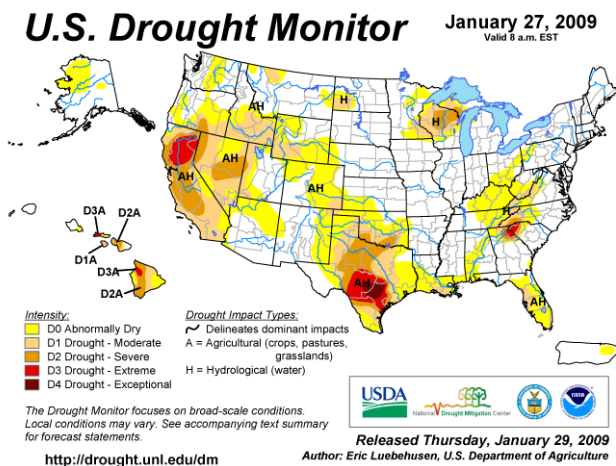 U.S. Drought Monitor
January 27, 2009
Valid 8 a.m. EST
AH
H
H
AH
AH
AH
H
AH
AH
D3A
D2A
D1A
D3A
D2A
Intensity:
D0 Abnormally Dry
D1 Drought - Moderate
D2 Drought - Severe
D3 Drought - Extreme
D4 Drought - Exceptional
Drought Impact Types:
Delineates dominant impacts
A = Agricultural (crops, pastures,
grasslands)
H = Hydrological (water)
The Drought Monitor focuses on broad-scale conditions.
Local conditions may vary. See accompanying text summary
for forecast statements.
http://drought.unl.edu/dm
USDA
National Drought Mitigation Center
Released Thursday, January 29, 2009
Author: Eric Luebehusen, U.S. Department of Agriculture